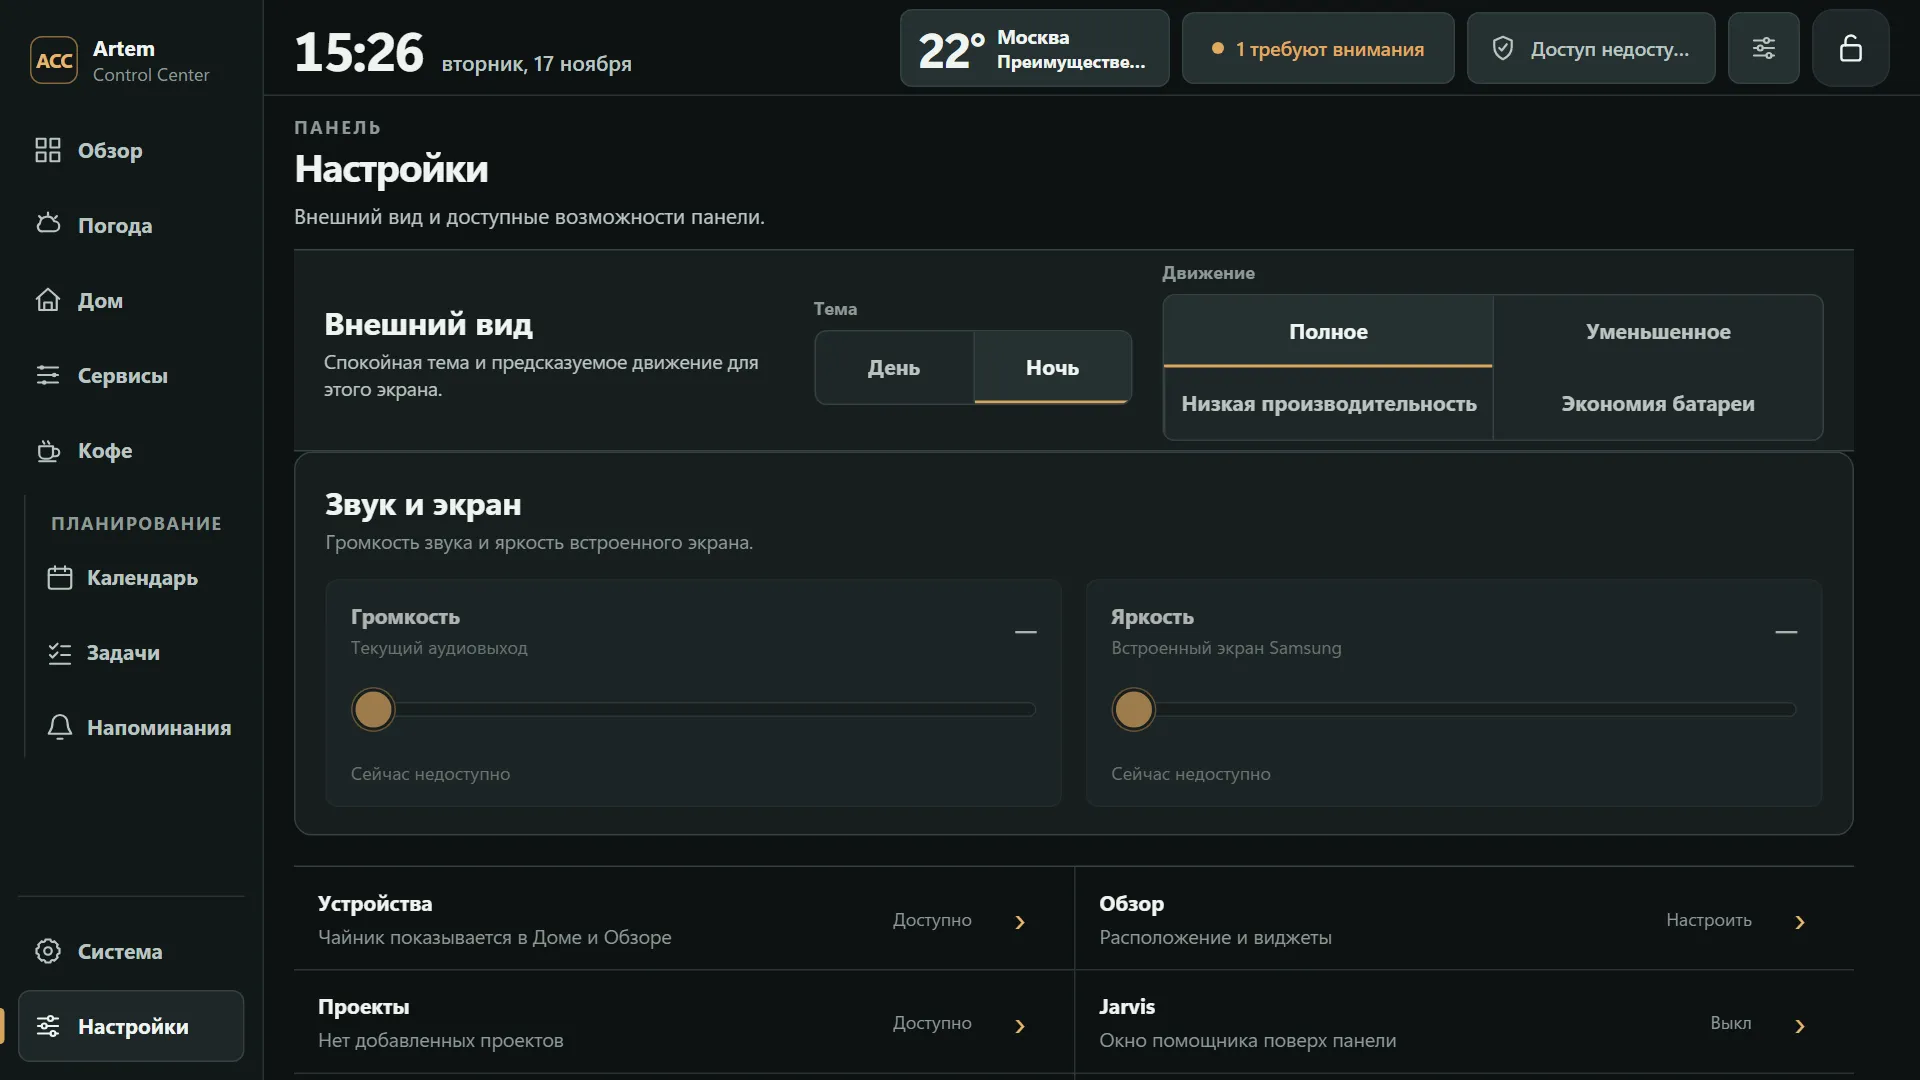 ACC
Artem
Control Center
Обзор
Погода
Дом
Сервисы
Кофе
ПЛАНИРОВАНИЕ
Календарь
Задачи
Напоминания
Система
Настройки
15:26
вторник, 17 ноября
22°
Москва
Преимуществе...
1 требуют внимания
Доступ недосту...
ПАНЕЛЬ
Настройки
Внешний вид и доступные возможности панели.
Внешний вид
Спокойная тема и предсказуемое движение для
этого экрана.
Тема
День
Ночь
Движение
Полное
Уменьшенное
Низкая производительность
Экономия батареи
Звук и экран
Громкость звука и яркость встроенного экрана.
Громкость
Текущий аудиовыход
—
Сейчас недоступно
Яркость
Встроенный экран Samsung
—
Сейчас недоступно
Устройства
Чайник показывается в Доме и Обзоре
Доступно
Обзор
Расположение и виджеты
Настроить
Проекты
Нет добавленных проектов
Доступно
Jarvis
Окно помощника поверх панели
Выкл